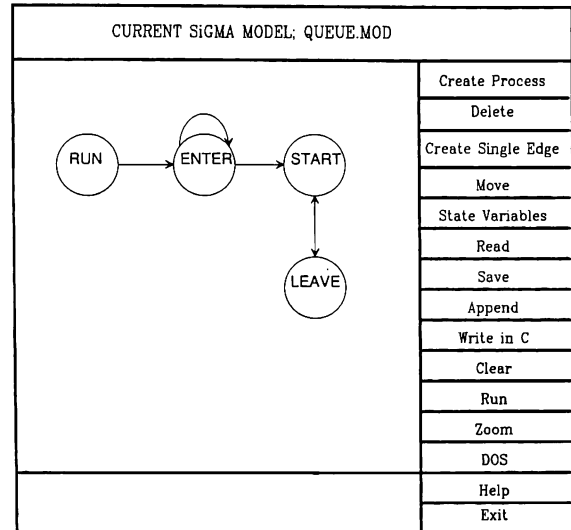 CURRENT SiGMA MODEL; QUEUE.MOD
Create Process
Delete
Create Single Edge
Move
State Variables
Read
Save
Append
Write in C
Clear
Run
Zoom
DOS
Help
Exit
RUN
ENTER
START
LEAVE